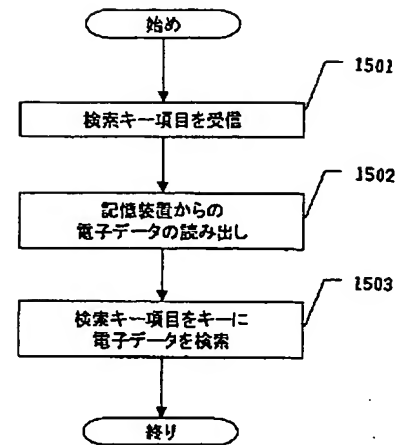 始め
1501
検索キー項目を受信
1502
記憶装置からの
電子データの読み出し
1503
検索キー項目をキーに
電子データを検索
終り